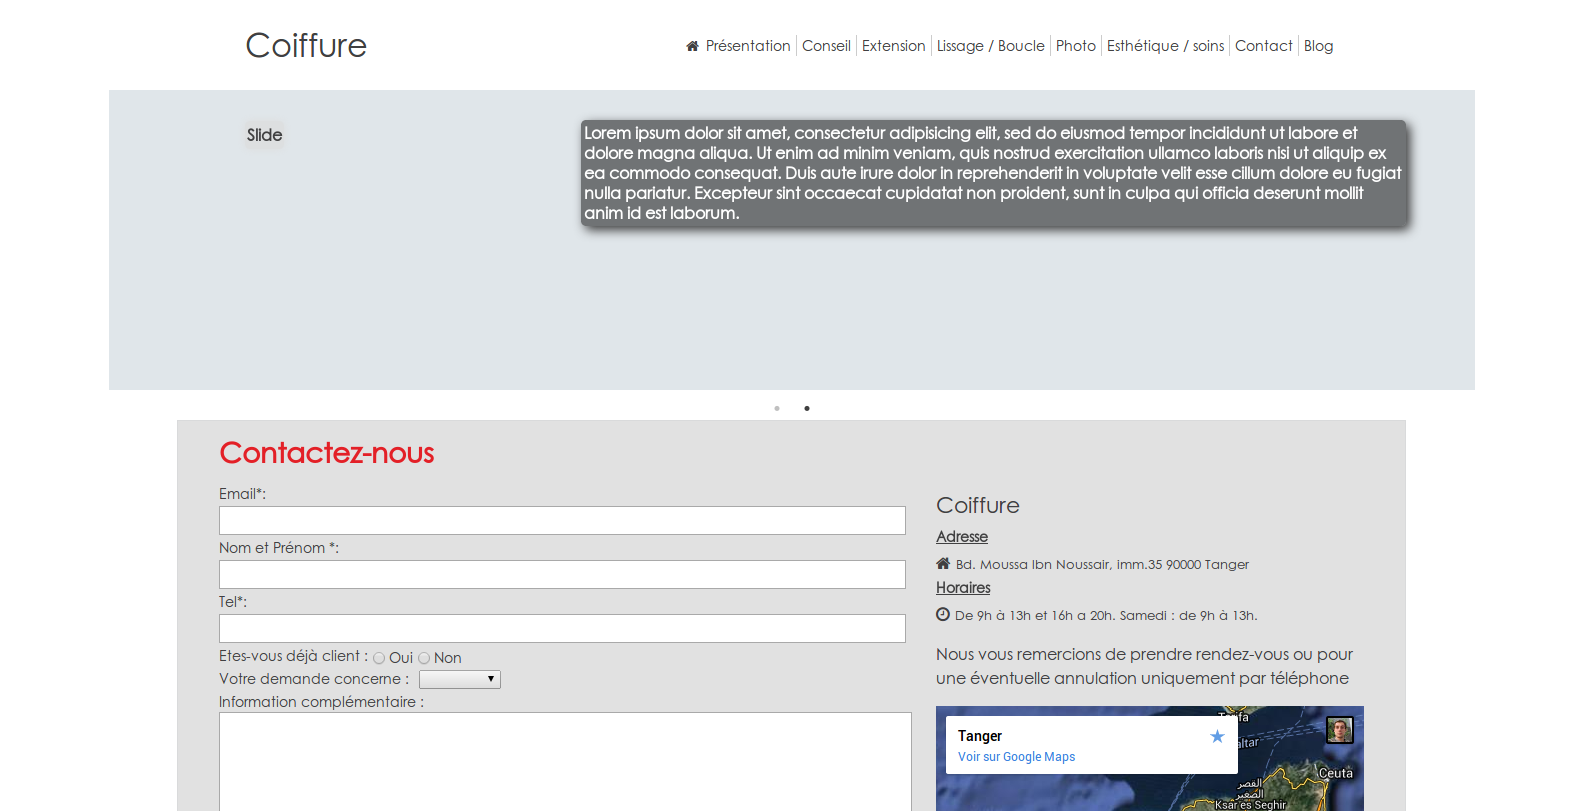 Coiffure
Présentation Conseil Extension Lissage / Boucle Photo Esthétique / soins Contact Blog
Slide
Lorem ipsum dolor sit amet, consectetur adipisicing elit, sed do eiusmod tempor incididunt ut labore et
dolore magna aliqua. Ut enim ad minim veniam, quis nostrud exercitation ullamco laboris nisi ut aliquip ex
ea commodo consequat. Duis aute irure dolor in reprehenderit in voluptate velit esse cillum dolore eu fugiat
nulla pariatur. Excepteur sint occaecat cupidatat non proident, sunt in culpa qui officia deserunt mollit
anim id est laborum.
Contactez-nous
Email*:
Nom et Prénom *:
Tel*:
Etes-vous déjà client : Oui Non
Votre demande concerne :
Information complémentaire :
Coiffure
Adresse
Bd. Moussa Ibn Noussair, imm.35 90000 Tanger
Horaires
De 9h à 13h et 16h a 20h. Samedi : de 9h à 13h.
Nous vous remercions de prendre rendez-vous ou pour
une éventuelle annulation uniquement par téléphone
Tanger
Voir sur Google Maps
Ceuta
القصر
الصغير
Ksar es Seghir